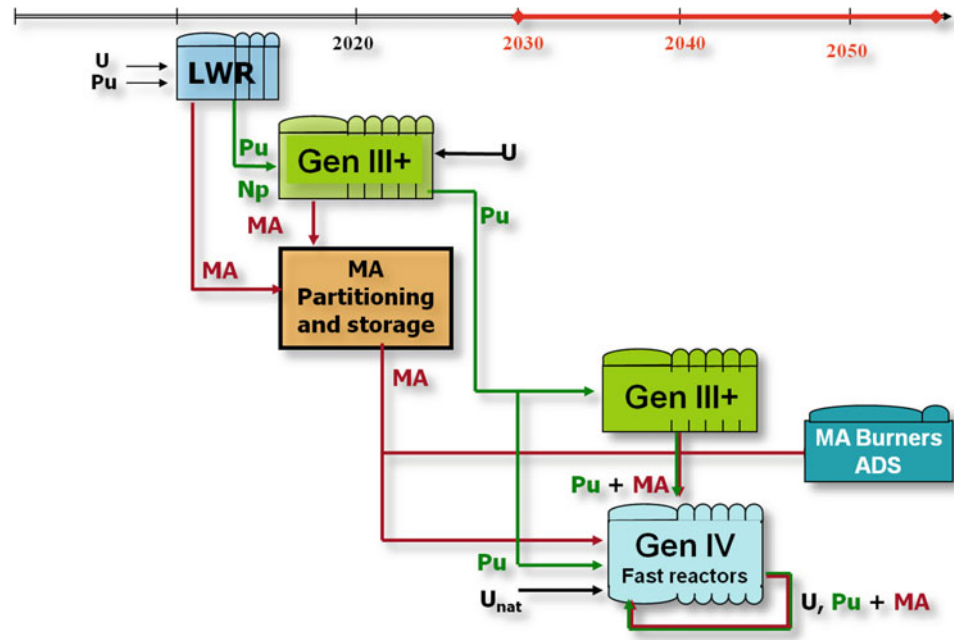 2020
2030
2040
2050
U
Pu
LWR
Pu
Np
Gen III+
U
MA
Pu
MA
MA
Partitioning
and storage
MA
Gen III+
MA Burners
ADS
Pu + MA
Gen IV
Fast reactors
Pu
Unat
U, Pu + MA